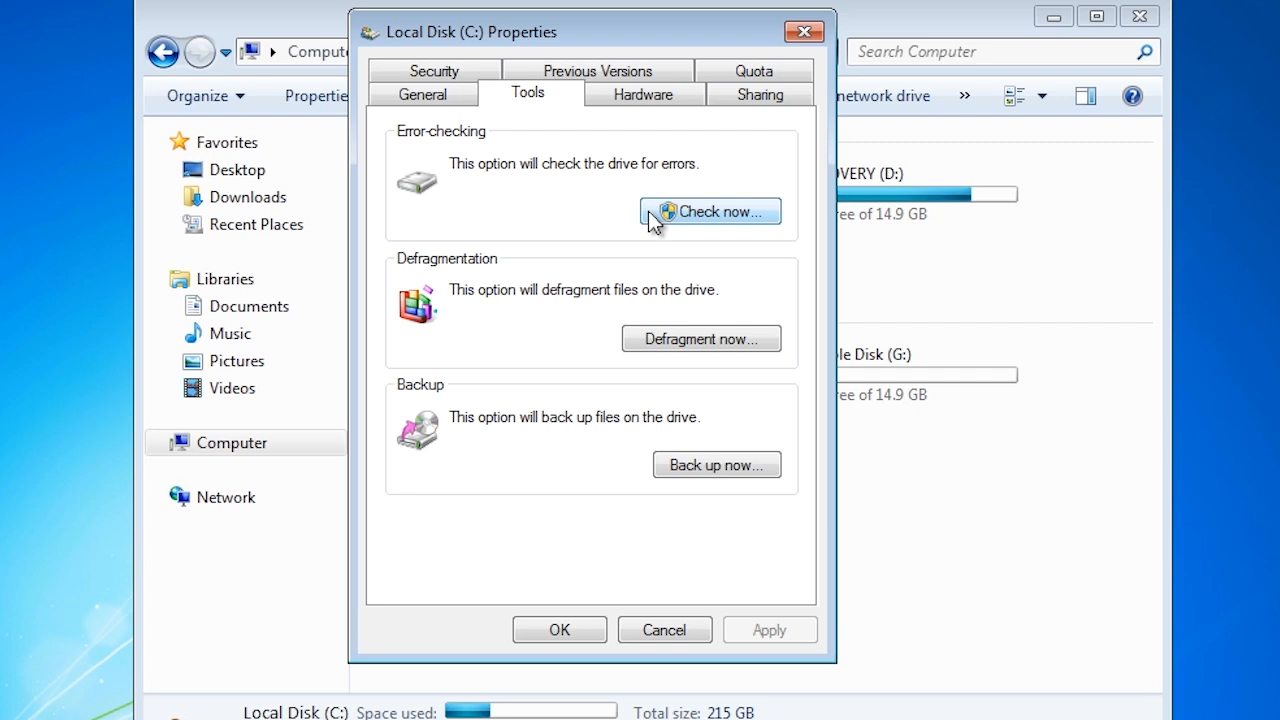 Local Disk (C:) Properties
Compute
Search Computer
Security
Previous Versions
Quota
General
Tools
Hardware
Sharing
Organize
Propertie
network drive
»
Error-checking
This option will check the drive for errors.
Check now...
Defragmentation
This option will defragment files on the drive.
Defragment now...
Backup
This option will back up files on the drive.
Back up now...
OK
Cancel
Apply
Favorites
Desktop
Downloads
Recent Places
Libraries
Documents
Music
Pictures
Videos
Computer
Network
VERY (D:)
ree of 14.9 GB
le Disk (G:)
ree of 14.9 GB
Local Disk (C:) Space used: Total size: 215 GB